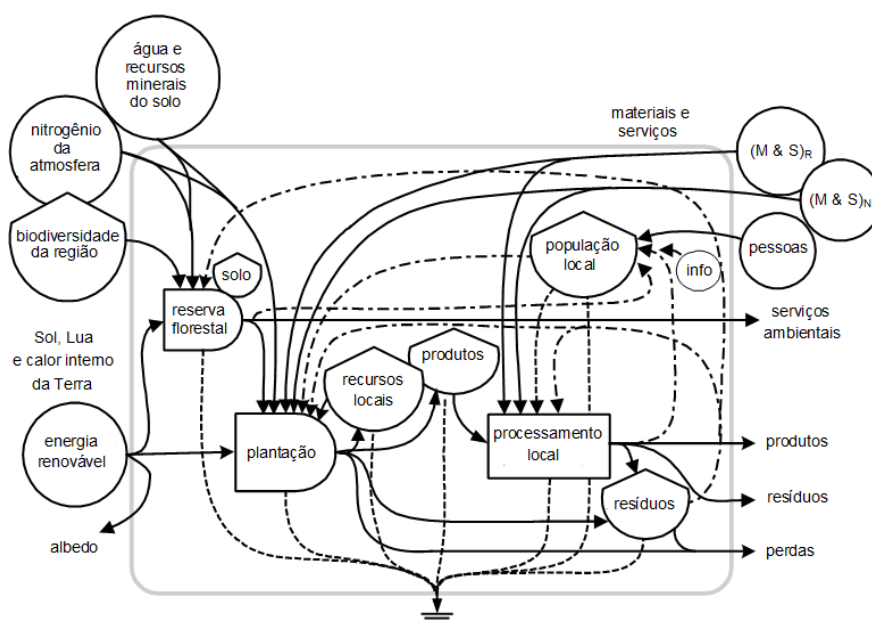 água e
recursos
minerais
do solo
nitrogênio
da
atmosfera
biodiversidade
da região
materiais e
serviços
(M & S)R
(M & S)N
pessoas
info
população
local
solo
reserva
florestal
serviços
ambientais
Sol, Lua
e calor interno
da Terra
produtos
recursos
locais
energia
renovável
plantação
processamento
local
produtos
resíduos
resíduos
albedo
perdas